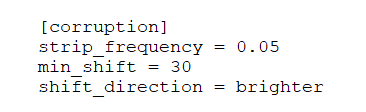 [corruption]
strip_frequency = 0.05
min_shift = 30
shift_direction = brighter